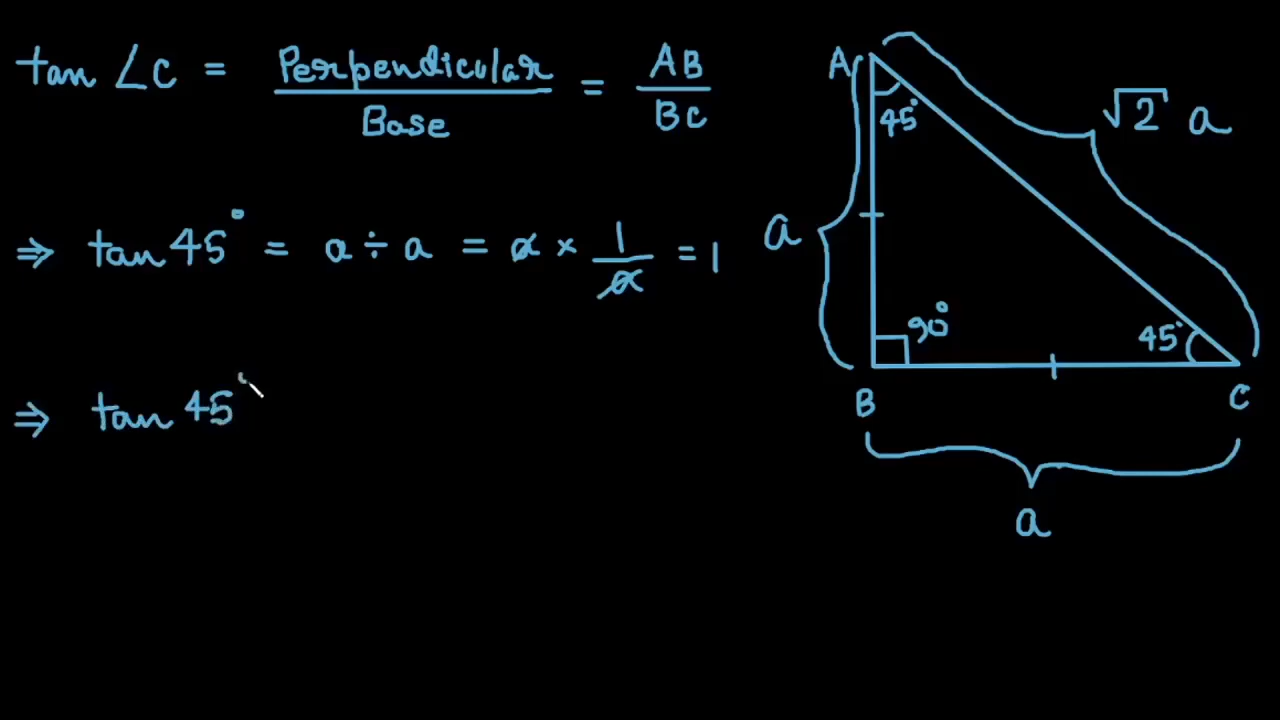 tan ∠C = Perpendicular / Base = AB / BC
⇒ tan 45° = a ÷ a = a × 1/a = 1
⇒ tan 45°
A
45°
√2 a
a
90°
45°
B
C
a